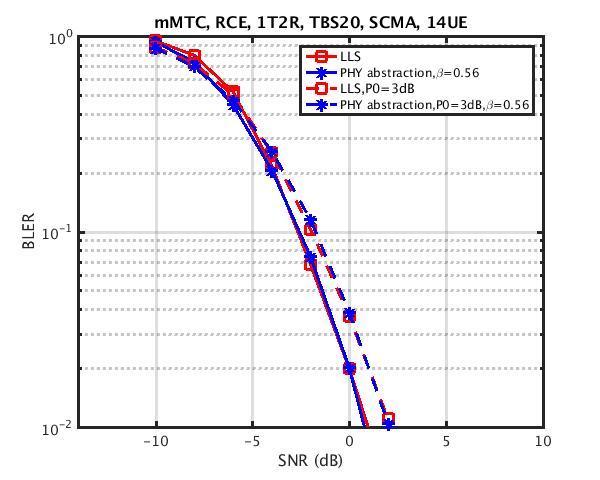 mMTC, RCE, 1T2R, TBS20, SCMA, 14UE
LLS
PHY abstraction,β=0.56
LLS,P0=3dB
PHY abstraction,P0=3dB,β=0.56
10^0
10^-1
10^-2
BLER
-10 -5 0 5 10
SNR (dB)